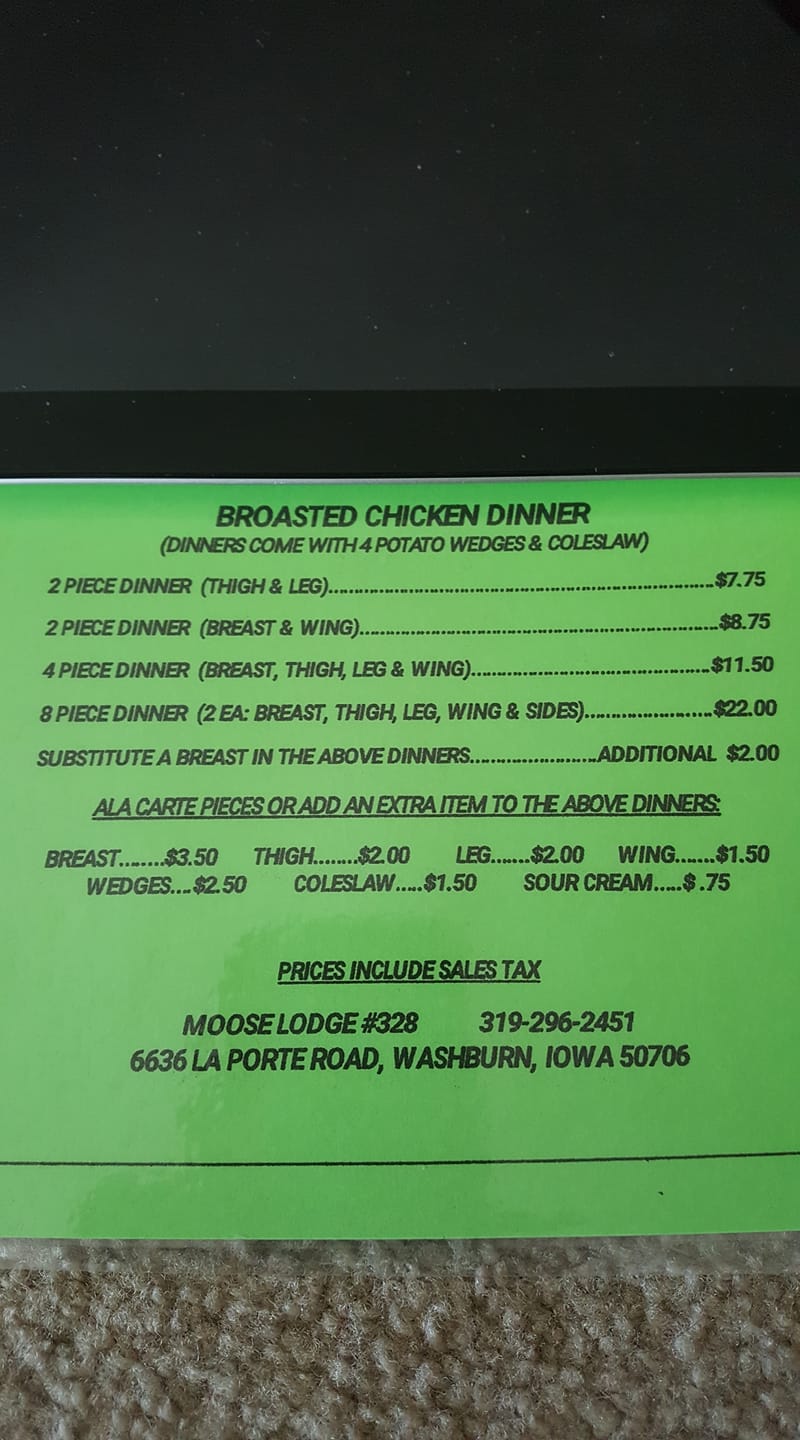 BROASTED CHICKEN DINNER
(DINNERS COME WITH 4 POTATO WEDGES & COLESLAW)
2 PIECE DINNER (THIGH & LEG)..........................................................................$7.75
2 PIECE DINNER (BREAST & WING)....................................................................$8.75
4 PIECE DINNER (BREAST, THIGH, LEG & WING)..............................................$11.50
8 PIECE DINNER (2 EA: BREAST, THIGH, LEG, WING & SIDES)........................$22.00
SUBSTITUTE A BREAST IN THE ABOVE DINNERS........................ADDITIONAL $2.00
ALA CARTE PIECES OR ADD AN EXTRA ITEM TO THE ABOVE DINNERS:
BREAST........$3.50 THIGH........$2.00 LEG.......$2.00 WING.......$1.50
WEDGES....$2.50 COLESLAW.....$1.50 SOUR CREAM.....$ .75
PRICES INCLUDE SALES TAX
MOOSE LODGE #328 319-296-2451
6636 LA PORTE ROAD, WASHBURN, IOWA 50706